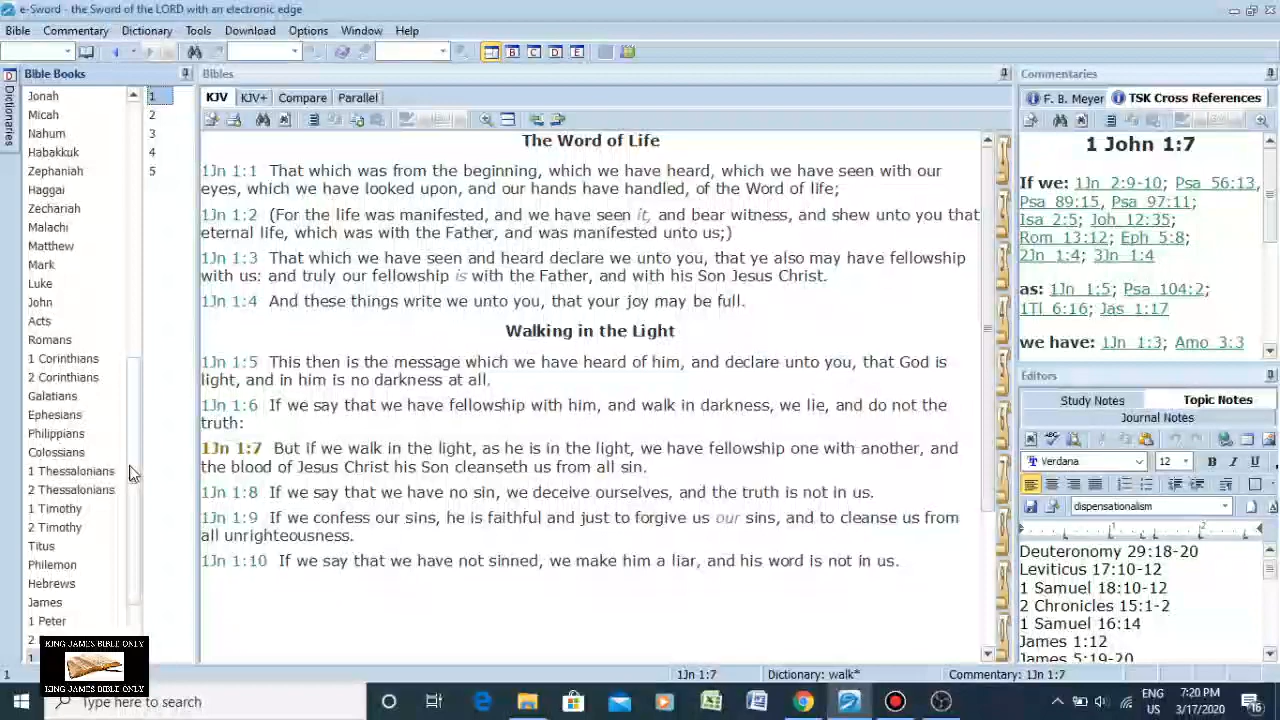 e-Sword, the Sword of the LORD with an electronic edge
Bible Commentary Dictionary Tools Download Options Window Help
B C D E
Bible Books
Dictionaries
Jonah
Micah
Nahum
Habakkuk
Zephaniah
Haggai
Zechariah
Malachi
Matthew
Mark
Luke
John
Acts
Romans
1 Corinthians
2 Corinthians
Galatians
Ephesians
Philippians
Colossians
1 Thessalonians
2 Thessalonians
1 Timothy
2 Timothy
Titus
Philemon
Hebrews
James
1 Peter
2
1
2
3
4
5
Bibles
KJV KJV+ Compare Parallel
The Word of Life
1Jn 1:1 That which was from the beginning, which we have heard, which we have seen with our
eyes, which we have looked upon, and our hands have handled, of the Word of life;
1Jn 1:2 (For the life was manifested, and we have seen it, and bear witness, and shew unto you that
eternal life, which was with the Father, and was manifested unto us;)
1Jn 1:3 That which we have seen and heard declare we unto you, that ye also may have fellowship
with us: and truly our fellowship is with the Father, and with his Son Jesus Christ.
1Jn 1:4 And these things write we unto you, that your joy may be full.
Walking in the Light
1Jn 1:5 This then is the message which we have heard of him, and declare unto you, that God is
light, and in him is no darkness at all.
1Jn 1:6 If we say that we have fellowship with him, and walk in darkness, we lie, and do not the
truth:
1Jn 1:7 But if we walk in the light, as he is in the light, we have fellowship one with another, and
the blood of Jesus Christ his Son cleanseth us from all sin.
1Jn 1:8 If we say that we have no sin, we deceive ourselves, and the truth is not in us.
1Jn 1:9 If we confess our sins, he is faithful and just to forgive us our sins, and to cleanse us from
all unrighteousness.
1Jn 1:10 If we say that we have not sinned, we make him a liar, and his word is not in us.
Commentaries
F. B. Meyer TSK Cross References
1 John 1:7
If we: 1Jn 2:9-10; Psa 56:13,
Psa 89:15, Psa 97:11;
Isa 2:5; Joh 12:35;
Rom 13:12; Eph 5:8;
2Jn 1:4; 3Jn 1:4
as: 1Jn 1:5; Psa 104:2;
1Ti 6:16; Jas 1:17
we have: 1Jn 1:3; Amo 3:3
Editors
Study Notes Topic Notes
Journal Notes
Verdana 12 B I U
dispensationalism
1 2
Deuteronomy 29:18-20
Leviticus 17:10-12
1 Samuel 18:10-12
2 Chronicles 15:1-2
1 Samuel 16:14
James 1:12
James 5:19-20
KING JAMES BIBLE ONLY
KING JAMES BIBLE ONLY
1
1Jn 1:7 Dictionary: walk* Commentary: 1Jn 1:7
Type here to search
ENG
US
7:20 PM
3/17/2020
16